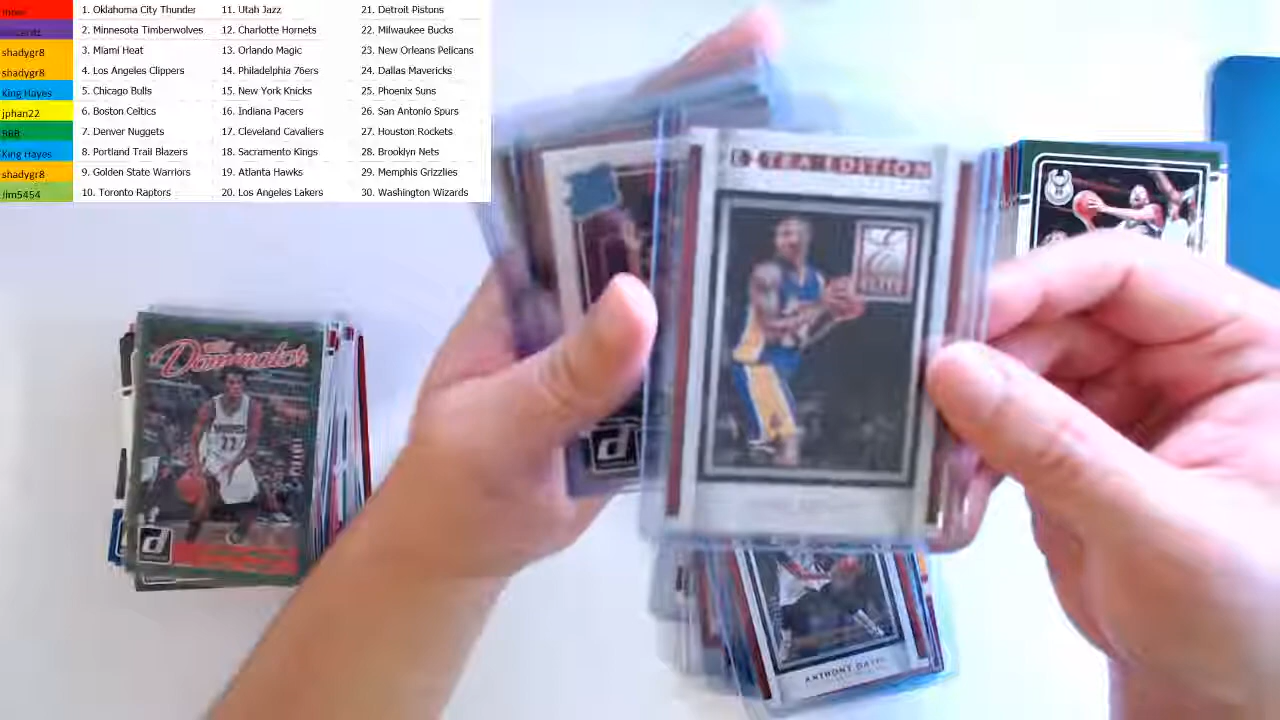 1. Oklahoma City Thunder 11. Utah Jazz 21. Detroit Pistons
2. Minnesota Timberwolves 12. Charlotte Hornets 22. Milwaukee Bucks
shadygr8 3. Miami Heat 13. Orlando Magic 23. New Orleans Pelicans
shadygr8 4. Los Angeles Clippers 14. Philadelphia 76ers 24. Dallas Mavericks
King Hayes 5. Chicago Bulls 15. New York Knicks 25. Phoenix Suns
jphan22 6. Boston Celtics 16. Indiana Pacers 26. San Antonio Spurs
BBB 7. Denver Nuggets 17. Cleveland Cavaliers 27. Houston Rockets
King Hayes 8. Portland Trail Blazers 18. Sacramento Kings 28. Brooklyn Nets
shadygr8 9. Golden State Warriors 19. Atlanta Hawks 29. Memphis Grizzlies
Jim5454 10. Toronto Raptors 20. Los Angeles Lakers 30. Washington Wizards
EXTRA EDITION
ELITE
Dominator
d
d
ANTHONY DAVIS